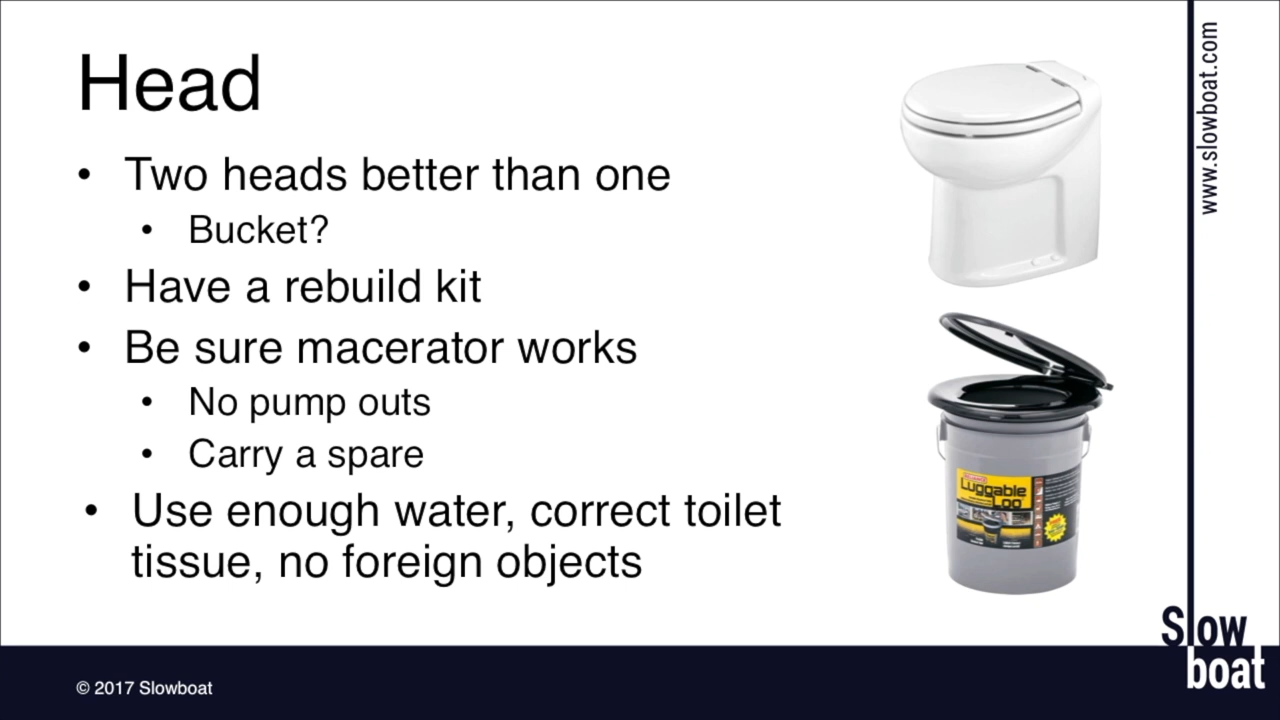 Head
• Two heads better than one
• Bucket?
• Have a rebuild kit
• Be sure macerator works
• No pump outs
• Carry a spare
• Use enough water, correct toilet
tissue, no foreign objects
www.slowboat.com
Luggable
Loo
Slow
boat
© 2017 Slowboat